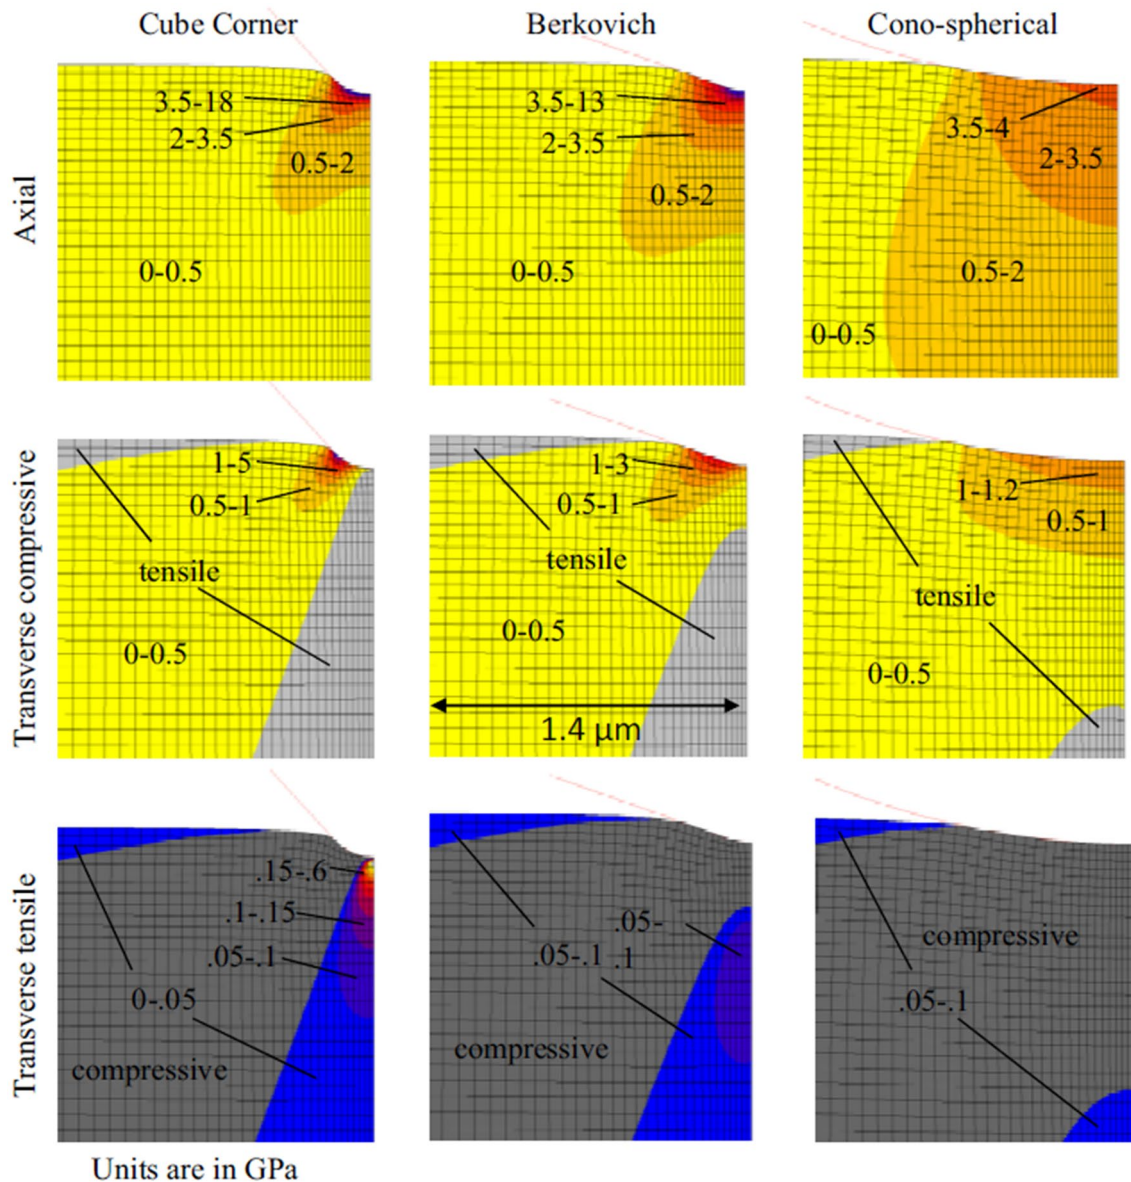 Cube Corner
Berkovich
Cono-spherical
Axial
3.5-18
2-3.5
0.5-2
0-0.5
3.5-13
2-3.5
0.5-2
0-0.5
3.5-4
2-3.5
0.5-2
0-0.5
Transverse compressive
1-5
0.5-1
tensile
0-0.5
1-3
0.5-1
tensile
0-0.5
1.4 μm
1-1.2
0.5-1
tensile
0-0.5
Transverse tensile
.15-.6
.1-.15
.05-.1
0-.05
compressive
.05-
.05-.1 .1
compressive
compressive
.05-.1
Units are in GPa